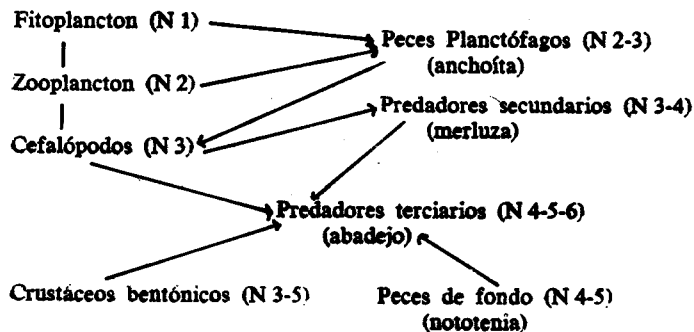 Fitoplancton (N 1)
Peces Planctófagos (N 2-3)
(anchoíta)
Zooplancton (N 2)
Predadores secundarios (N 3-4)
(merluza)
Cefalópodos (N 3)
Predadores terciarios (N 4-5-6)
(abadejo)
Crustáceos bentónicos (N 3-5)
Peces de fondo (N 4-5)
(nototenia)